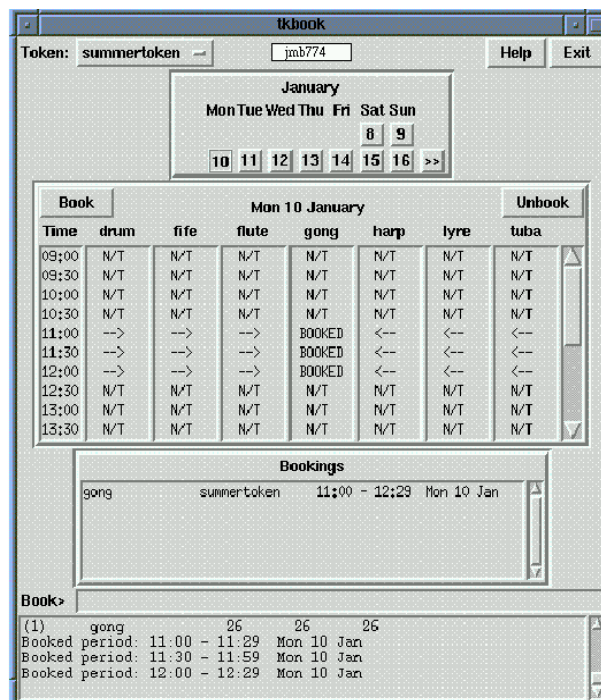 tkbook
Token: summertoken jmb774 Help Exit
January
Mon Tue Wed Thu Fri Sat Sun
8 9
10 11 12 13 14 15 16 >>
Book Mon 10 January Unbook
Time drum fife flute gong harp lyre tuba
09:00 N/T N/T N/T N/T N/T N/T N/T
09:30 N/T N/T N/T N/T N/T N/T N/T
10:00 N/T N/T N/T N/T N/T N/T N/T
10:30 N/T N/T N/T N/T N/T N/T N/T
11:00 --> --> --> BOOKED <-- <-- <--
11:30 --> --> --> BOOKED <-- <-- <--
12:00 --> --> --> BOOKED <-- <-- <--
12:30 N/T N/T N/T N/T N/T N/T N/T
13:00 N/T N/T N/T N/T N/T N/T N/T
13:30 N/T N/T N/T N/T N/T N/T N/T
Bookings
gong summertoken 11:00 - 12:29 Mon 10 Jan
Book>
(1) gong 26 26 26
Booked period: 11:00 - 11:29 Mon 10 Jan
Booked period: 11:30 - 11:59 Mon 10 Jan
Booked period: 12:00 - 12:29 Mon 10 Jan